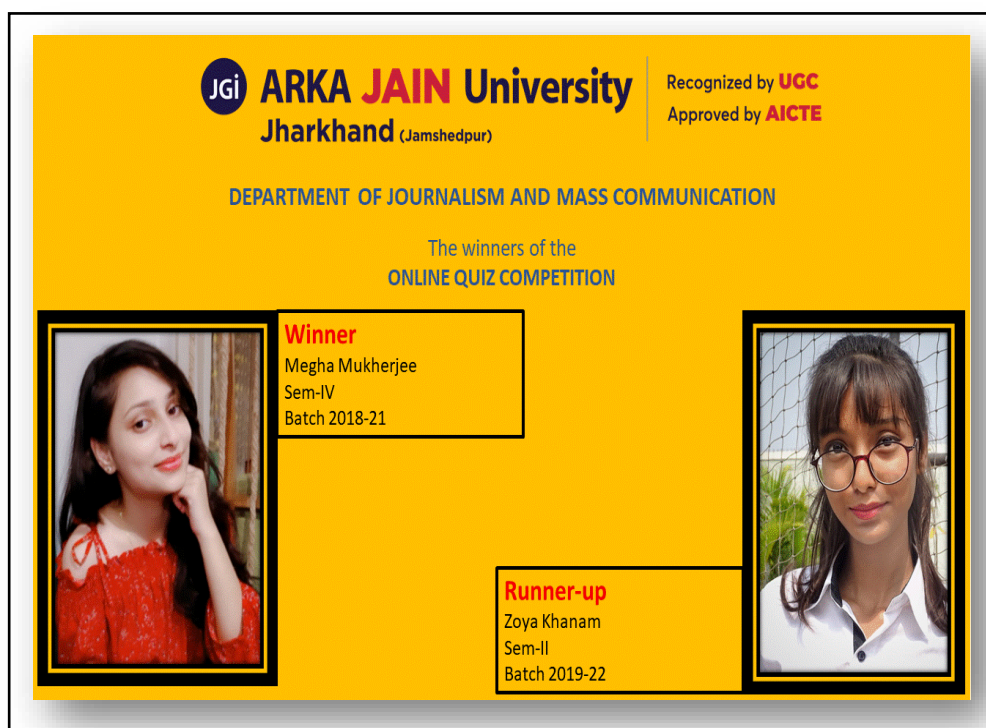 JGi ARKA JAIN University
Jharkhand (Jamshedpur)
Recognized by UGC
Approved by AICTE
DEPARTMENT OF JOURNALISM AND MASS COMMUNICATION
The winners of the
ONLINE QUIZ COMPETITION
Winner
Megha Mukherjee
Sem-IV
Batch 2018-21
Runner-up
Zoya Khanam
Sem-II
Batch 2019-22